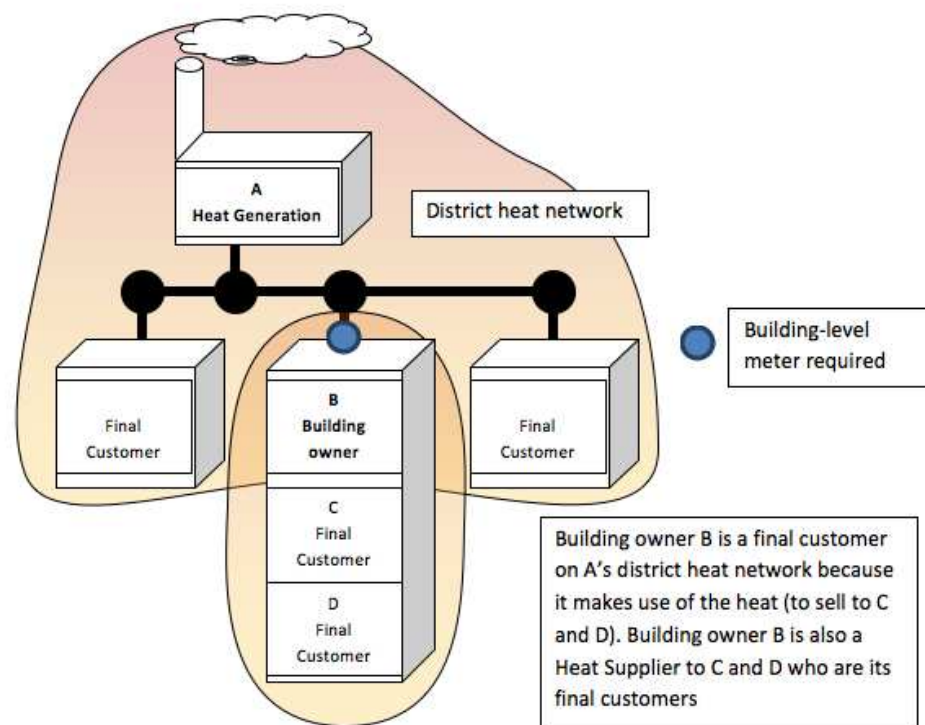 A
Heat Generation
District heat network
Building-level
meter required
Final
Customer
B
Building
owner
Final
Customer
C
Final
Customer
D
Final
Customer
Building owner B is a final customer
on A's district heat network because
it makes use of the heat (to sell to C
and D). Building owner B is also a
Heat Supplier to C and D who are its
final customers